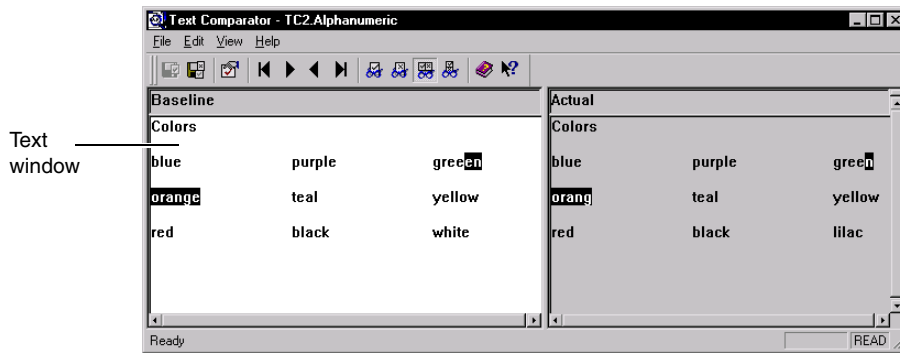 Text Comparator - TC2.Alphanumeric
File Edit View Help
Baseline Actual
Text window
Colors Colors
blue purple greeen blue purple green
orange teal yellow orang teal yellow
red black white red black lilac
Ready READ